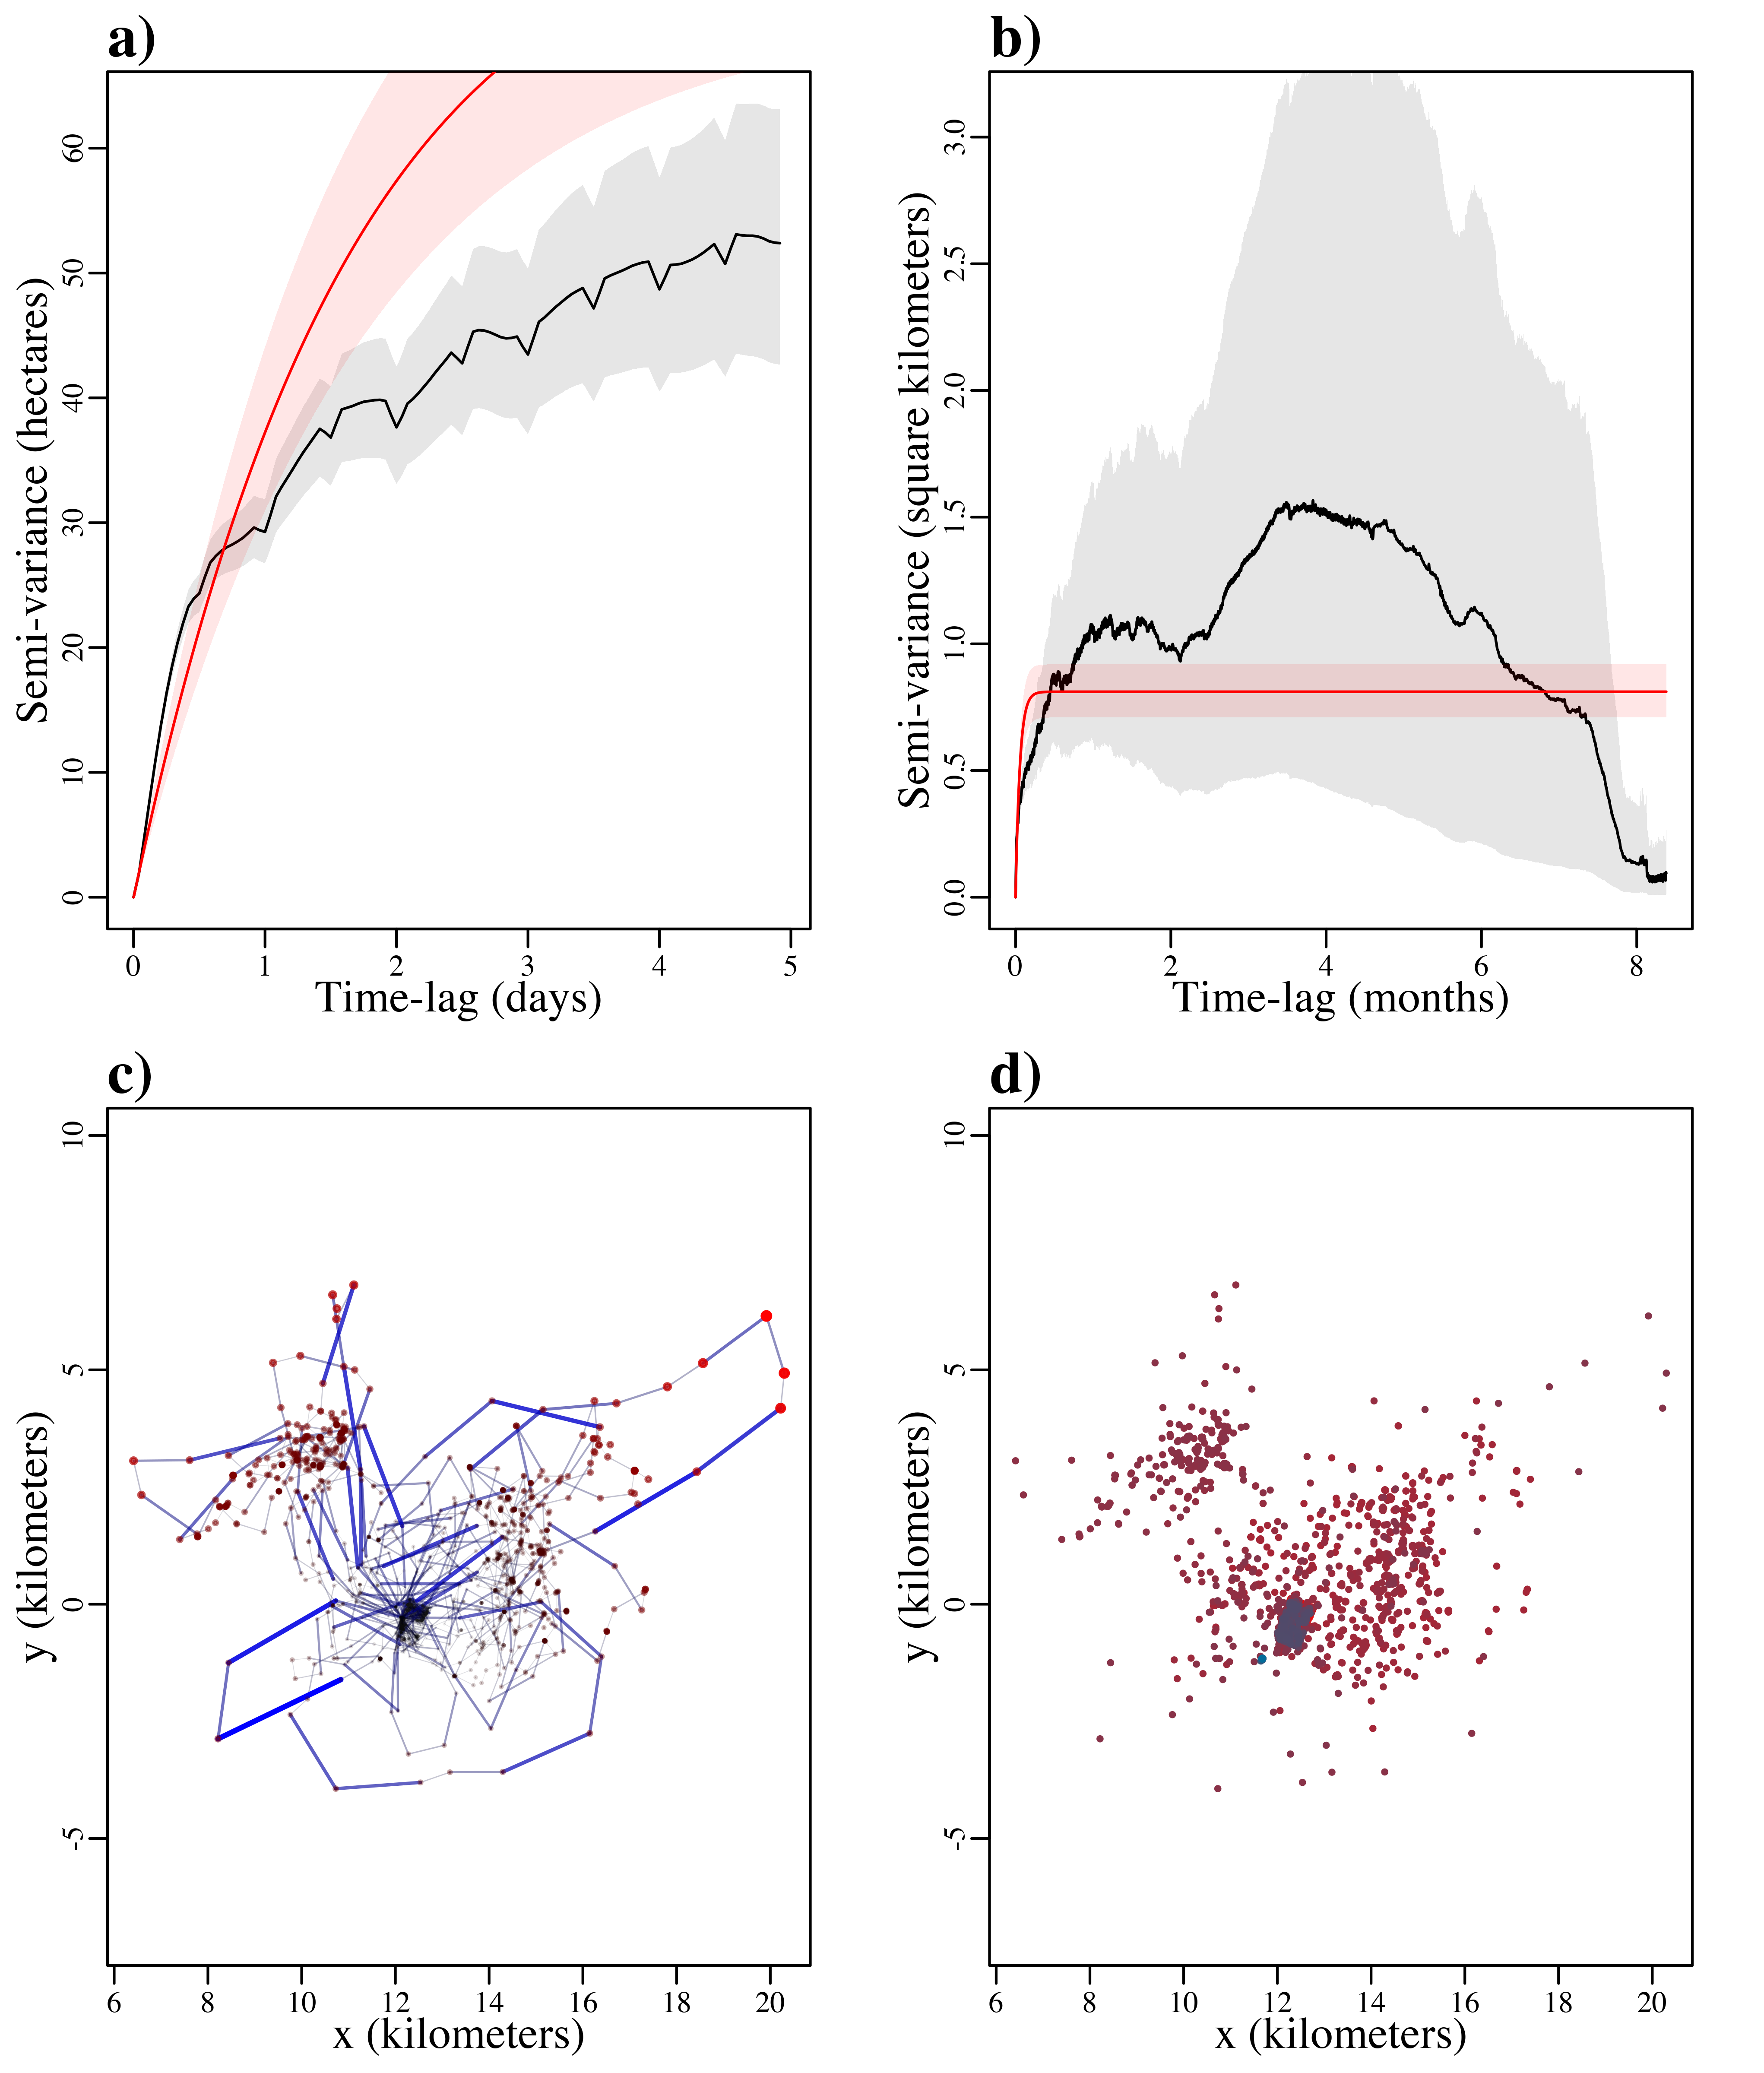 a)
Semi-variance (hectares)
0 10 20 30 40 50 60
0 1 2 3 4 5
Time-lag (days)
b)
Semi-variance (square kilometers)
0.0 0.5 1.0 1.5 2.0 2.5 3.0
0 2 4 6 8
Time-lag (months)
c)
y (kilometers)
-5 0 5 10
6 8 10 12 14 16 18 20
x (kilometers)
d)
y (kilometers)
-5 0 5 10
6 8 10 12 14 16 18 20
x (kilometers)